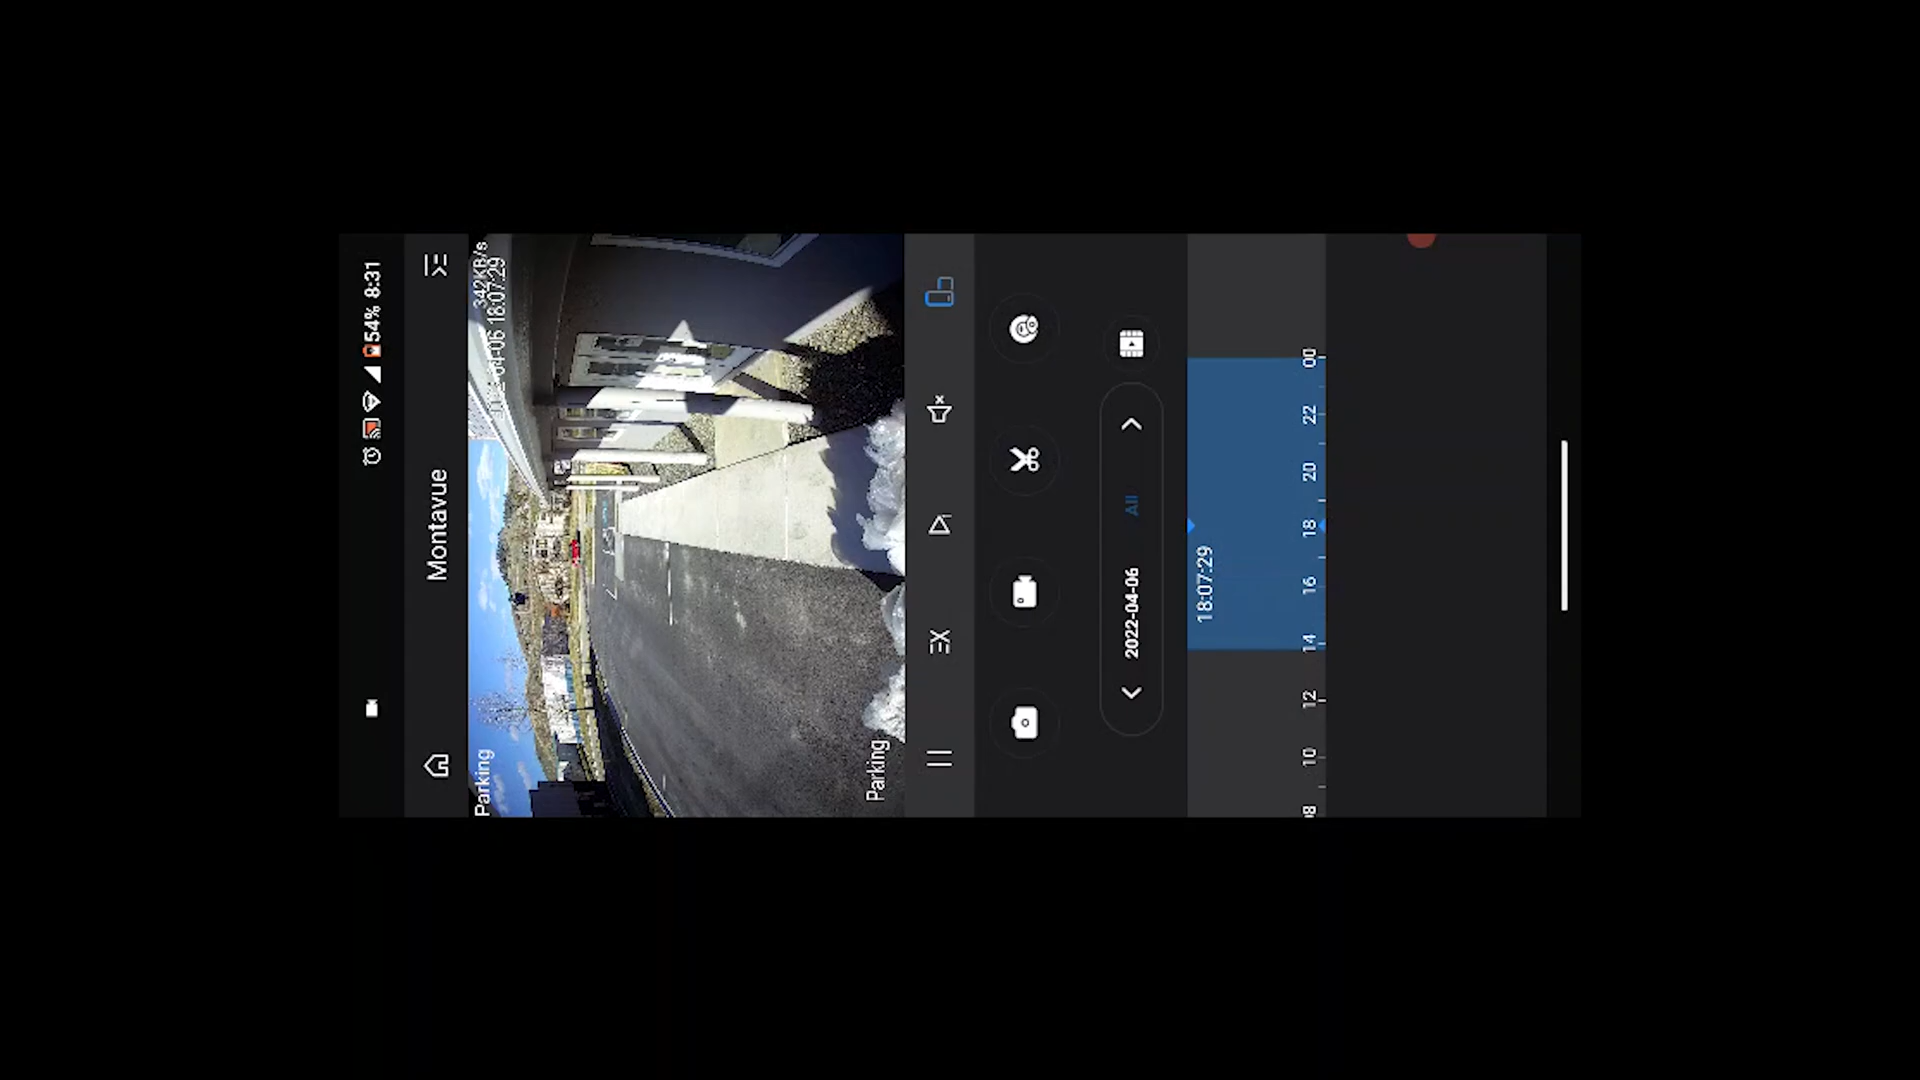 54% 8:31
Montavue
342KB/s
18:07:29
Parking
Parking
2022-04-06 All
18:07:29
08 10 12 14 16 18 20 22 00